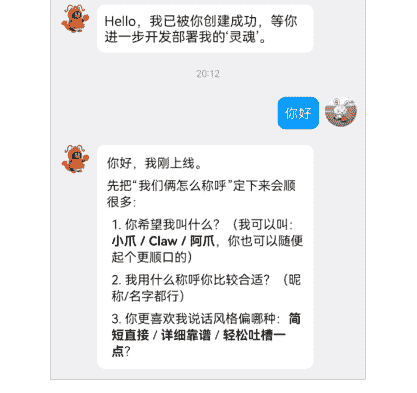 Hello，我已被你创建成功，等你
进一步开发部署我的‘灵魂’。
20:12
你好
你好，我刚上线。
先把“我们俩怎么称呼”定下来会顺
很多：
1. 你希望我叫什么？（我可以叫:
小爪 / Claw / 阿爪，你也可以随便
起个更顺口的）
2. 我用什么称呼你比较合适？（昵
称/名字都行）
3. 你更喜欢我说话风格偏哪种：简
短直接 / 详细靠谱 / 轻松吐槽一
点？